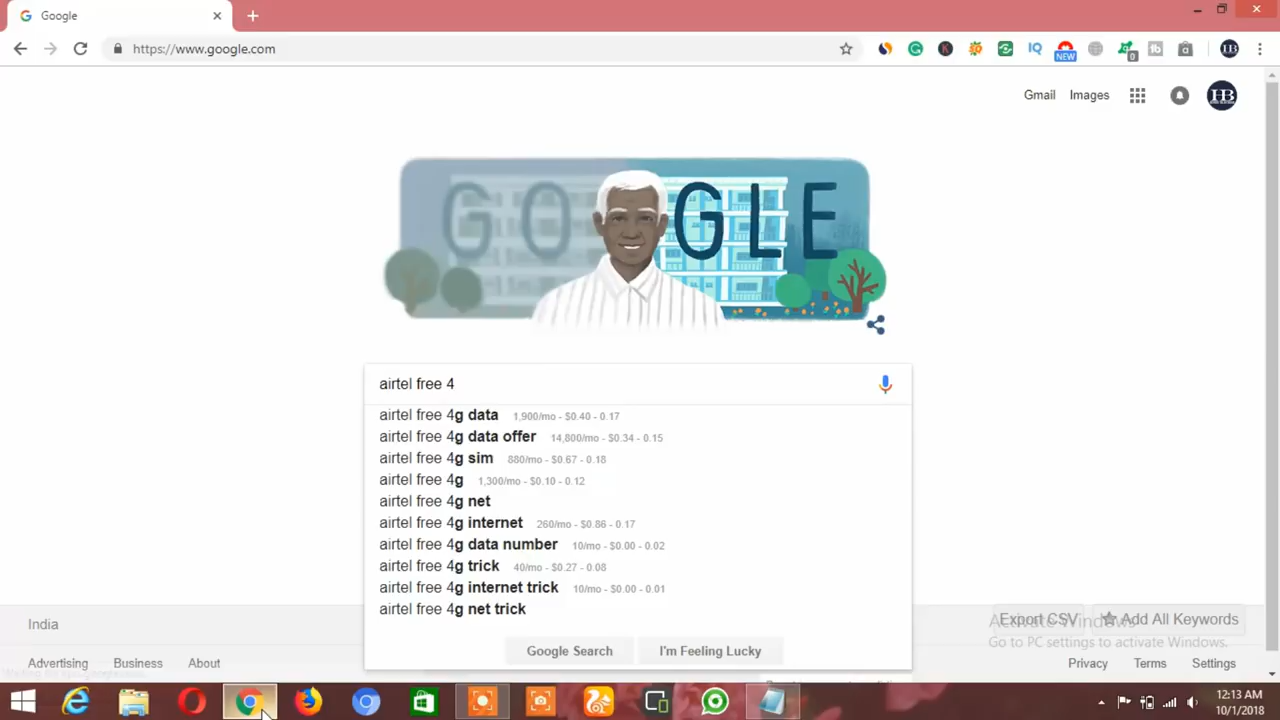 Google
https://www.google.com
IQ
NEW
0
Gmail Images
HB
GOOGLE
airtel free 4
airtel free 4g data 1,900/mo - $0.40 - 0.17
airtel free 4g data offer 14,800/mo - $0.34 - 0.15
airtel free 4g sim 880/mo - $0.67 - 0.18
airtel free 4g 1,300/mo - $0.10 - 0.12
airtel free 4g net
airtel free 4g internet 260/mo - $0.86 - 0.17
airtel free 4g data number 10/mo - $0.00 - 0.02
airtel free 4g trick 40/mo - $0.27 - 0.08
airtel free 4g internet trick 10/mo - $0.00 - 0.01
airtel free 4g net trick
Google Search I'm Feeling Lucky
India
Export CSV Add All Keywords
Activate Windows
Go to PC settings to activate Windows.
Advertising Business About
Privacy Terms Settings
12:13 AM
10/1/2018